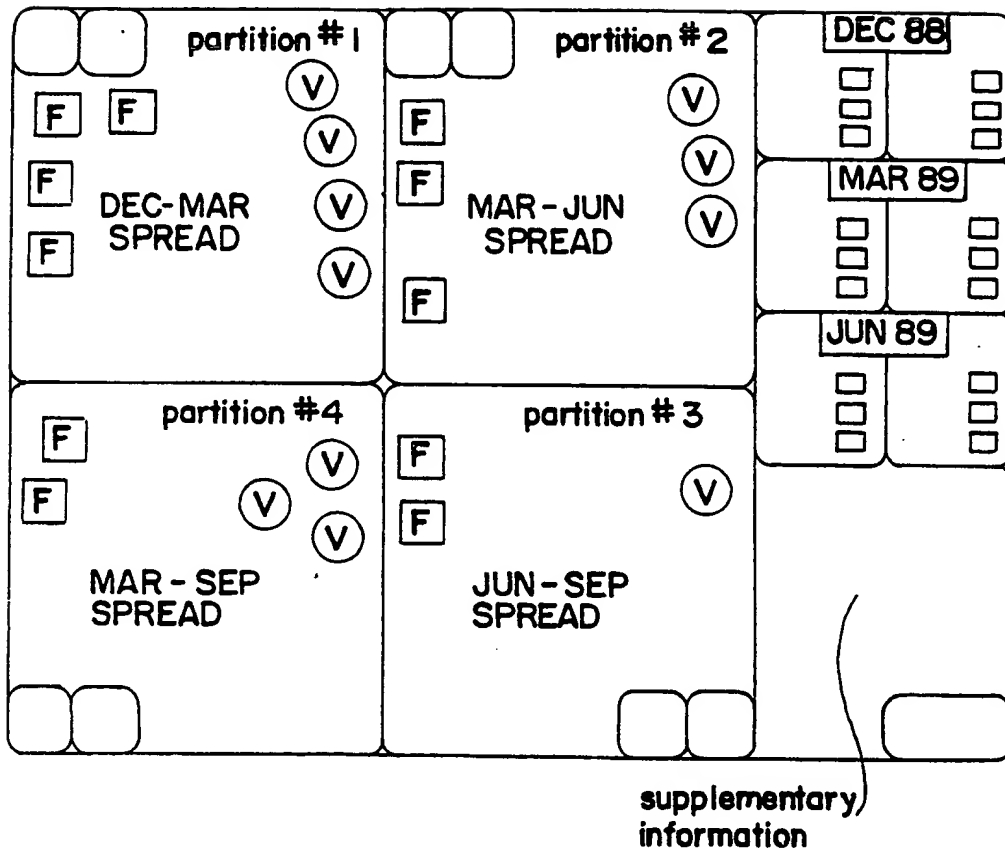 partition #1
F
F
F
F
V
V
V
V
DEC-MAR
SPREAD
partition #2
F
F
F
V
V
V
MAR-JUN
SPREAD
DEC 88
MAR 89
JUN 89
partition #4
F
F
V
V
V
MAR-SEP
SPREAD
partition #3
F
F
V
JUN-SEP
SPREAD
supplementary
information